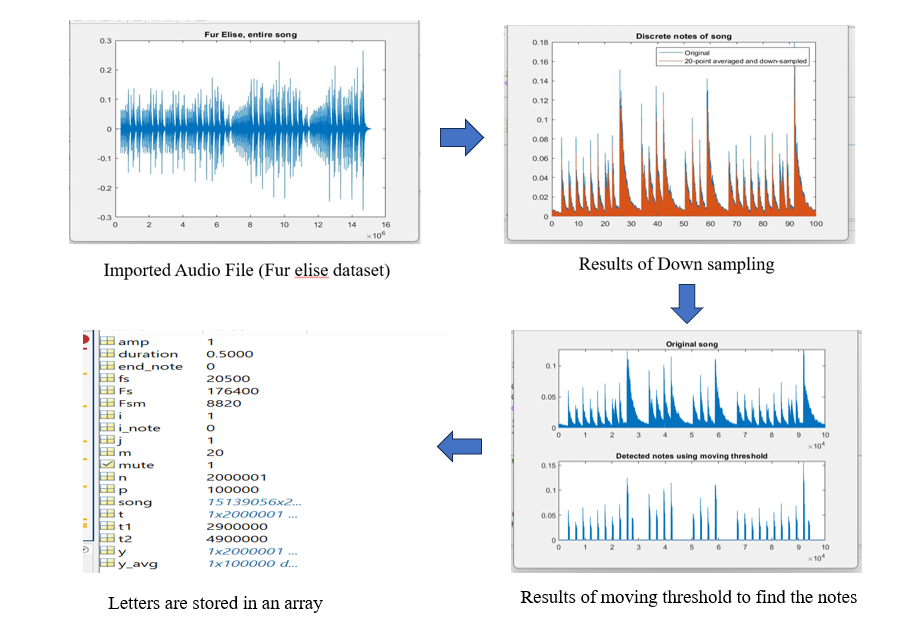 Fur Elise, entire song
0.3
0.2
0.1
0
-0.1
-0.2
-0.3
0 2 4 6 8 10 12 14 16
×10^6
Imported Audio File (Fur elise dataset)
Discrete notes of song
Original
20-point averaged and down-sampled
0.18
0.16
0.14
0.12
0.1
0.08
0.06
0.04
0.02
0
0 10 20 30 40 50 60 70 80 90 100
Results of Down sampling
Original song
0.1
0.05
0
0 1 2 3 4 5 6 7 8 9 10
×10^4
Detected notes using moving threshold
0.15
0.1
0.05
0
0 1 2 3 4 5 6 7 8 9 10
×10^4
Results of moving threshold to find the notes
amp 1
duration 0.5000
end_note 0
fs 20500
Fs 176400
Fsm 8820
i 1
i_note 0
j 1
m 20
mute 1
n 2000001
p 100000
song 15139056x2...
t 1x2000001 ...
t1 2900000
t2 4900000
y 1x2000001 ...
y_avg 1x100000 d...
Letters are stored in an array